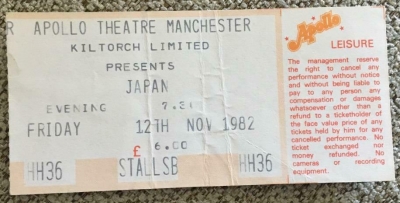 R APOLLO THEATRE MANCHESTER
KILTORCH LIMITED
PRESENTS
JAPAN
EVENING 7.30
FRIDAY 12TH NOV 1982
£ 6.00
HH36 STALLSB HH36
Apollo
LEISURE
The management reserve
the right to cancel any
performance without notice
and without being liable to
pay to any person any
compensation or damages
whatsoever other than a
refund to a ticketholder of
the face value price of any
tickets held by him for any
cancelled performance. No
ticket exchanged nor
money refunded. No
cameras or recording
equipment.